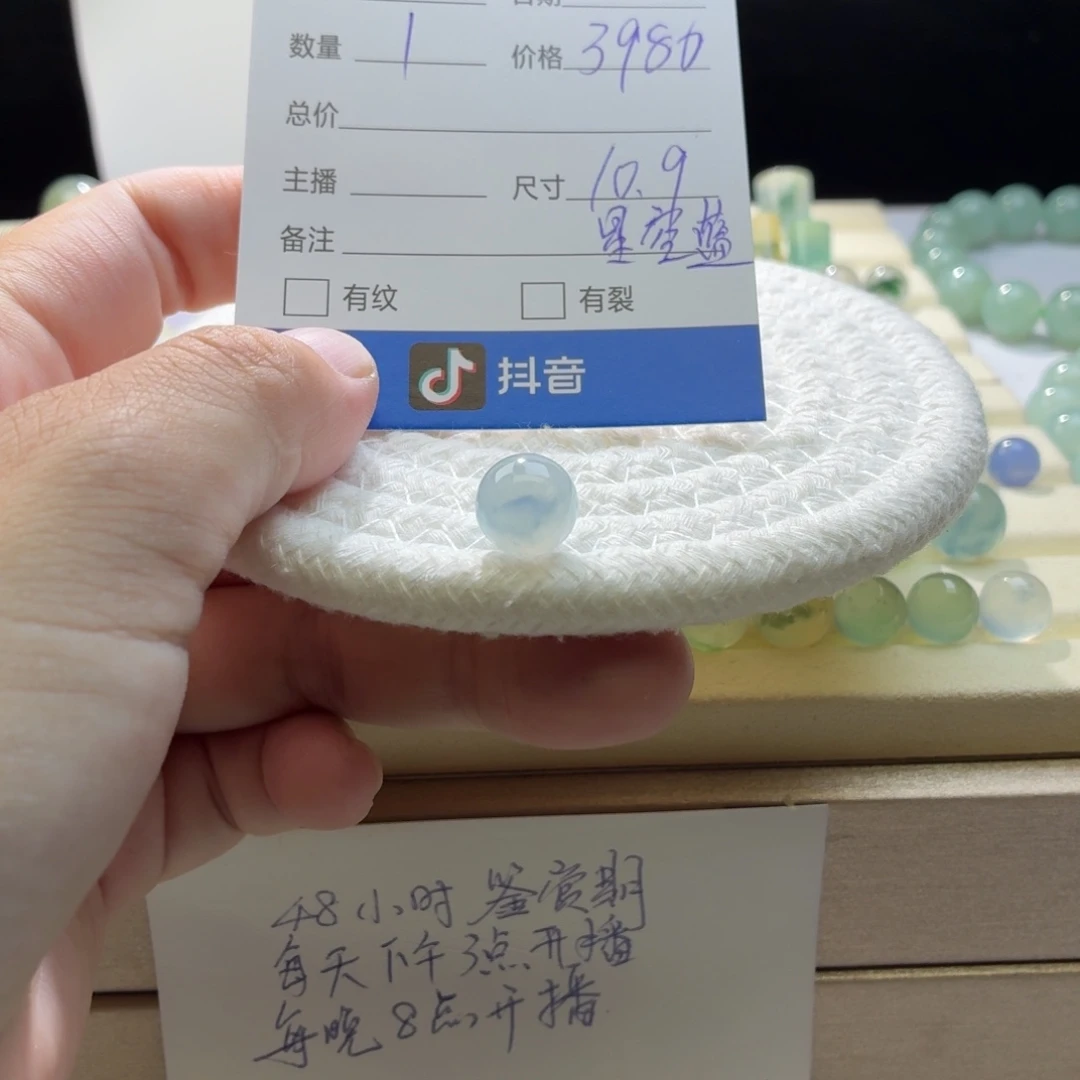 日期
数量 1 价格 3980
总价
主播 尺寸 10.9
备注 星空蓝
有纹 有裂
抖音
48小时鉴赏期
每天下午3点开播
每晚8点开播